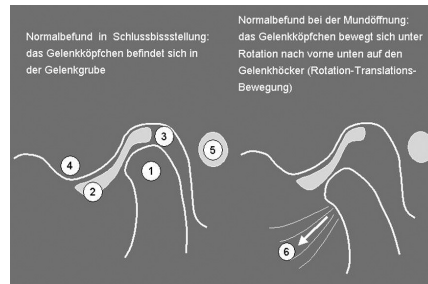 Normalbefund in Schlussbissstellung:
das Gelenkköpfchen befindet sich in
der Gelenkgrube
Normalbefund bei der Mundöffnung:
das Gelenkköpfchen bewegt sich unter
Rotation nach vorne unten auf den
Gelenkhöcker (Rotation-Translations-
Bewegung)
3
4
5
1
2
6